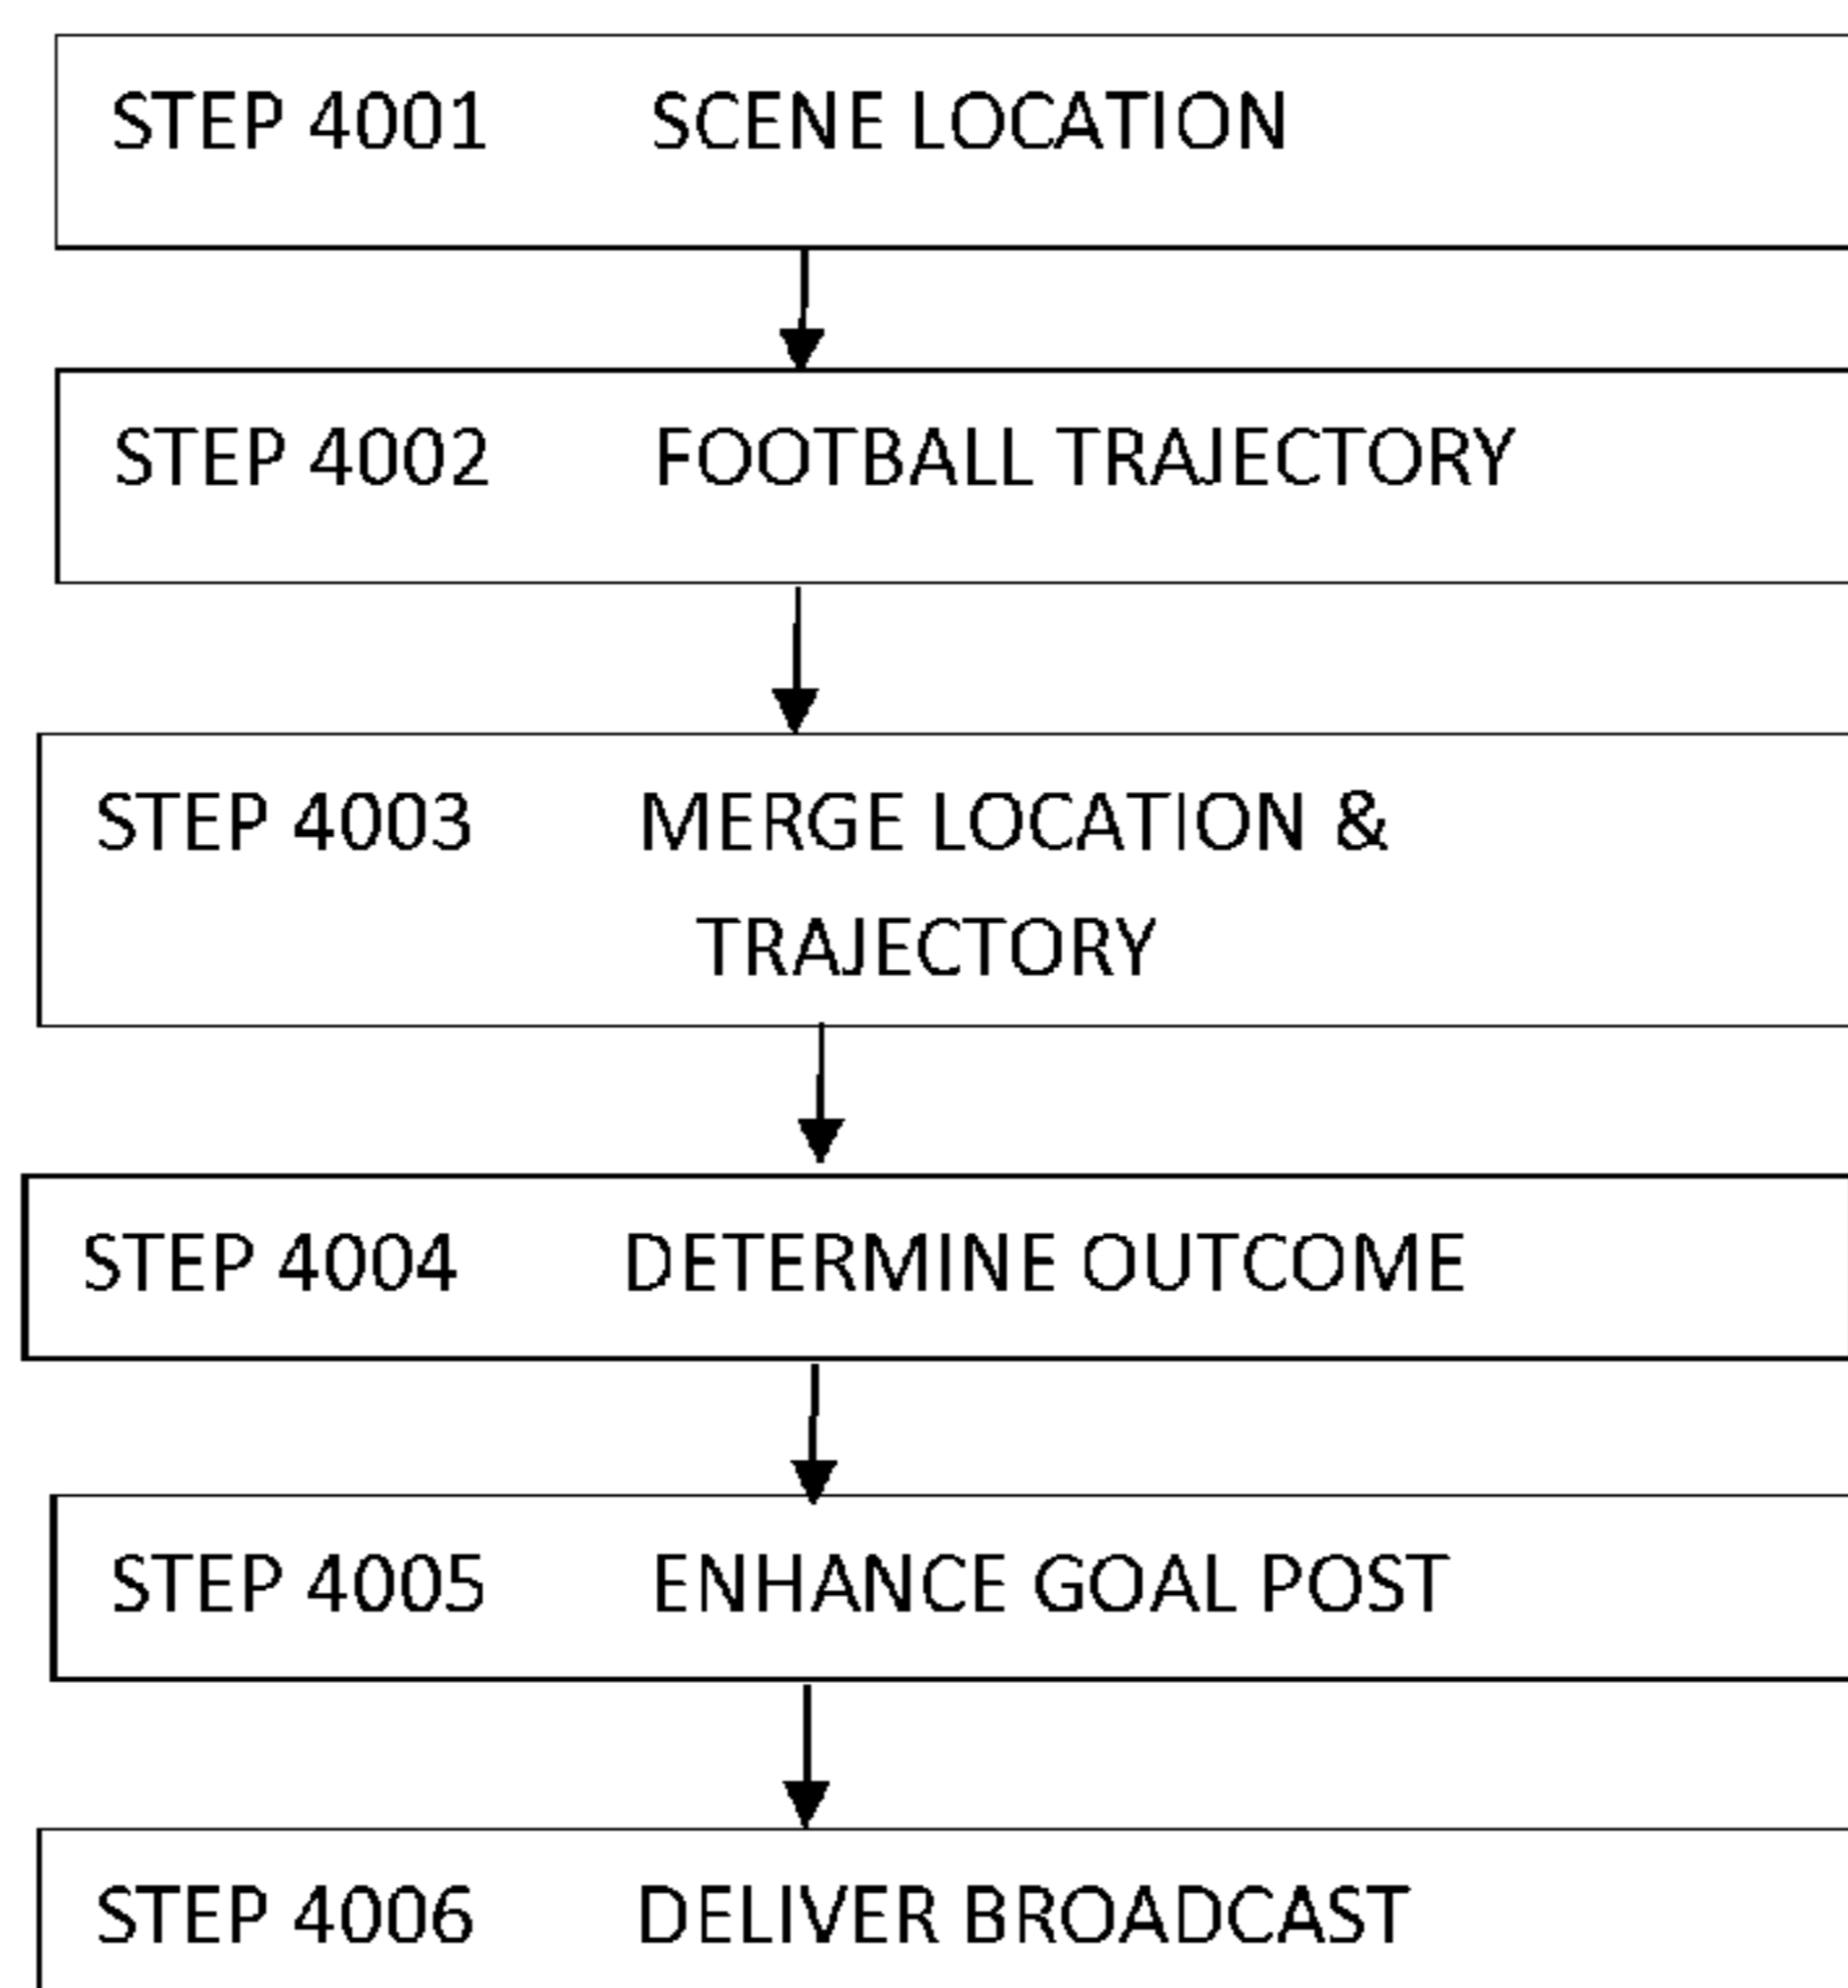 STEP 4001 SCENE LOCATION
STEP 4002 FOOTBALL TRAJECTORY
STEP 4003 MERGE LOCATION &
TRAJECTORY
STEP 4004 DETERMINE OUTCOME
STEP 4005 ENHANCE GOAL POST
STEP 4006 DELIVER BROADCAST